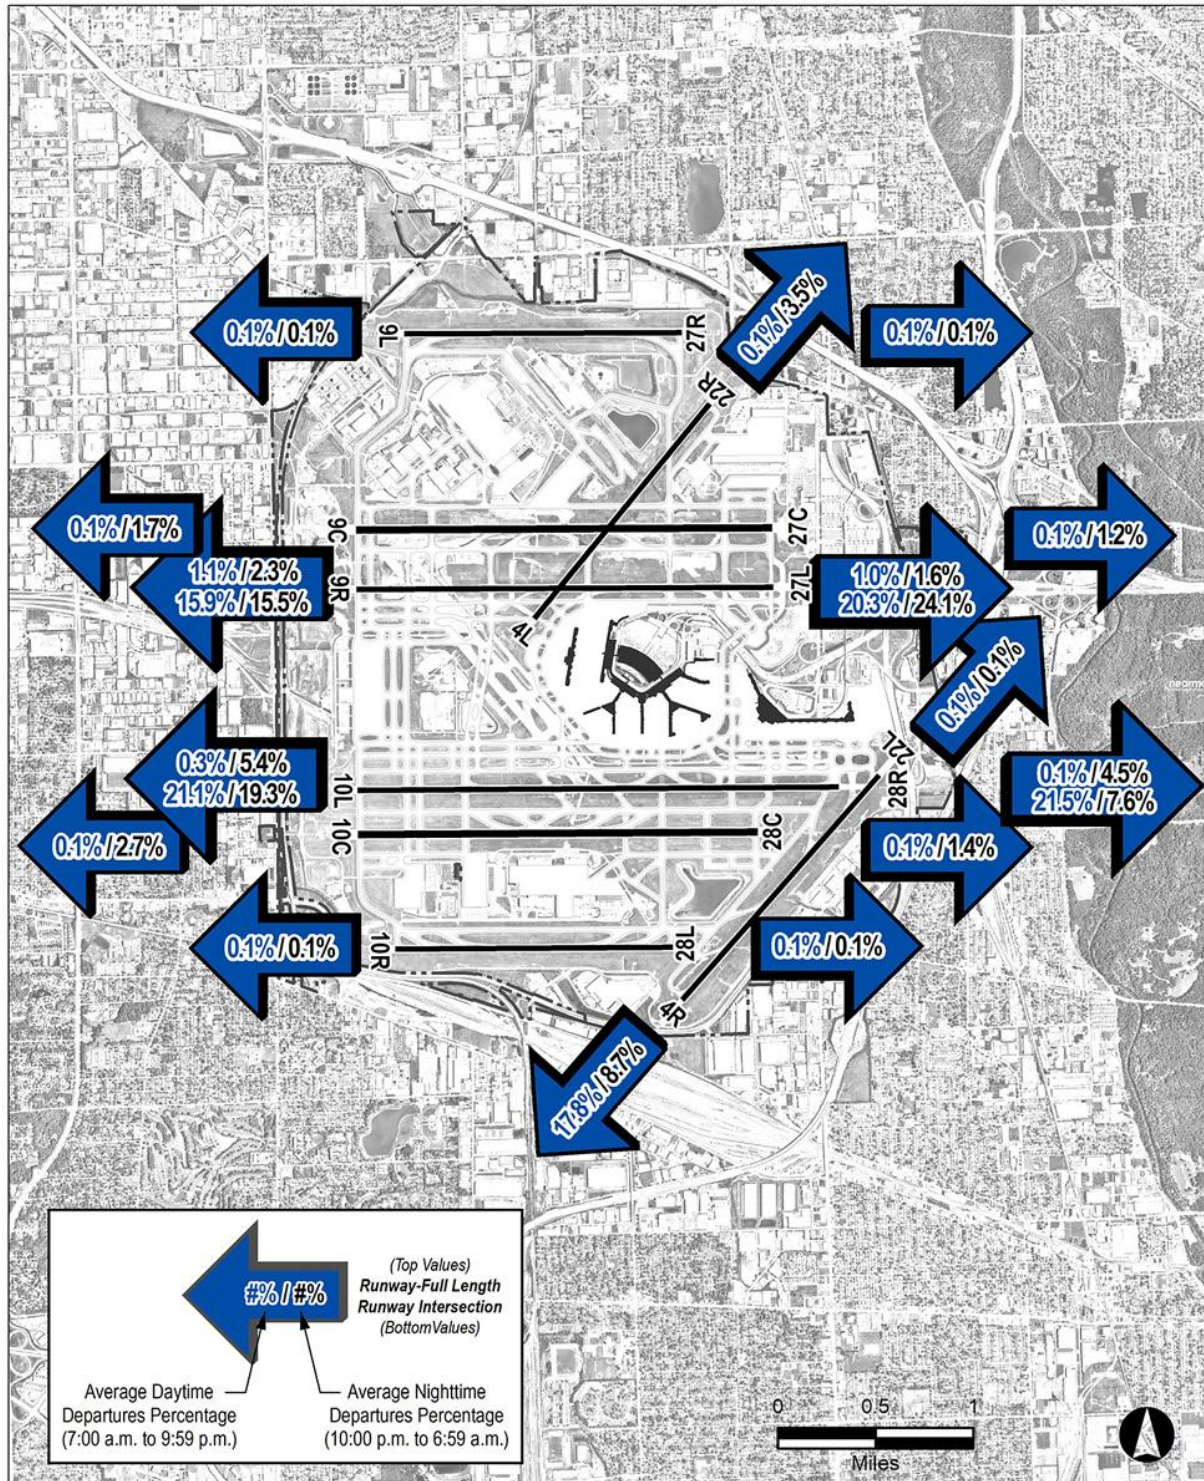 0.1% / 3.5%
0.1% / 0.1%
0.1% / 0.1%
9L
27R
22R
0.1% / 1.7%
9C
27C
0.1% / 1.2%
1.1% / 2.3%
15.9% / 15.5%
9R
27L
1.0% / 1.6%
20.3% / 24.1%
4L
0.1% / 0.1%
nearm
22L
0.3% / 5.4%
21.1% / 19.3%
10L
28R
0.1% / 4.5%
21.5% / 7.6%
0.1% / 2.7%
10C
28C
0.1% / 1.4%
0.1% / 0.1%
10R
28L
0.1% / 0.1%
4R
17.8% / 8.7%
#% / #%
(Top Values)
Runway-Full Length
Runway Intersection
(BottomValues)
Average Daytime
Departures Percentage
(7:00 a.m. to 9:59 p.m.)
Average Nighttime
Departures Percentage
(10:00 p.m. to 6:59 a.m.)
0 0.5 1
Miles